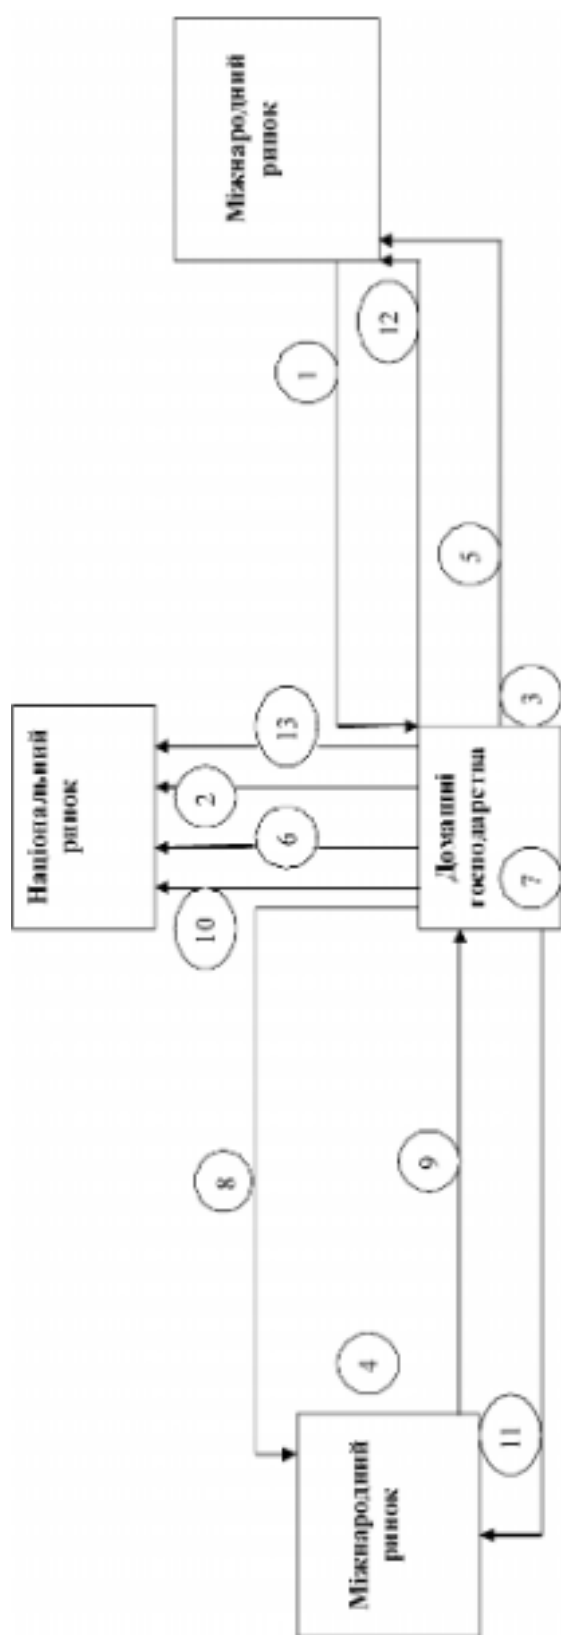 Національний
ринок
10
2
Міжнародний
ринок
8
6
13
1
Міжнародний
ринок
4
12
9
Домашні
господарства
5
11
7
3